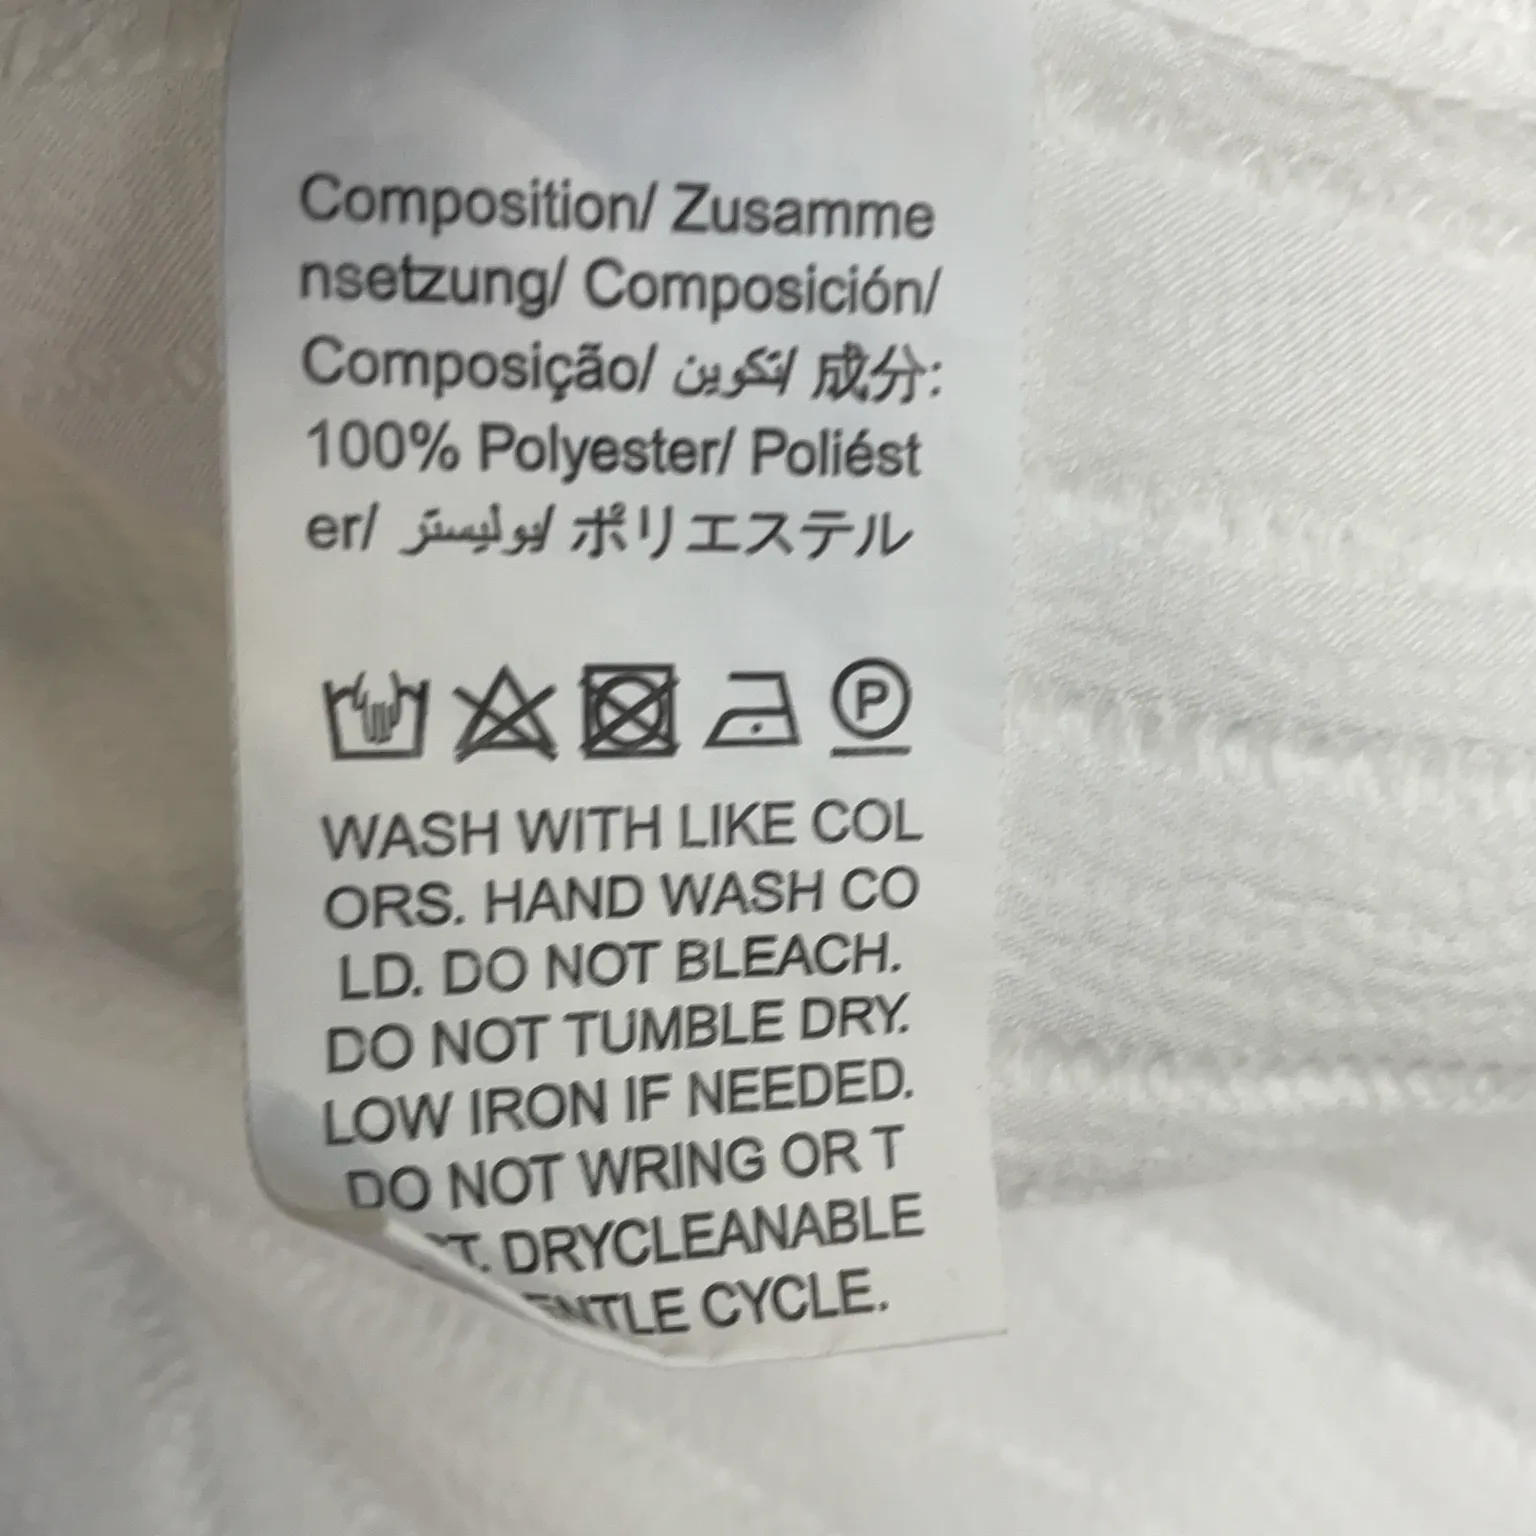 Composition/ Zusamme
nsetzung/ Composición/
Composição/ تكوين/ 成分:
100% Polyester/ Poliést
er/ بوليستر/ ポリエステル
P
WASH WITH LIKE COL
ORS. HAND WASH CO
LD. DO NOT BLEACH.
DO NOT TUMBLE DRY.
LOW IRON IF NEEDED.
DO NOT WRING OR T
DRYCLEANABLE
CYCLE.